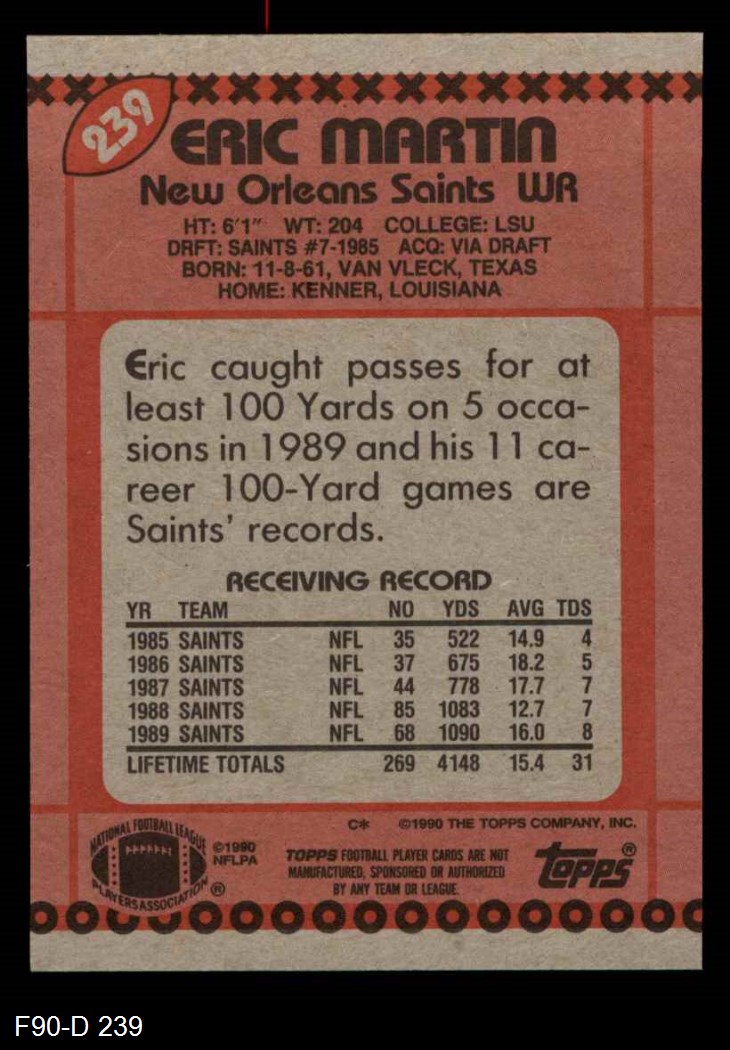 239
ERIC MARTIN
New Orleans Saints WR
HT: 6'1" WT: 204 COLLEGE: LSU
DRFT: SAINTS #7-1985 ACQ: VIA DRAFT
BORN: 11-8-61, VAN VLECK, TEXAS
HOME: KENNER, LOUISIANA
Eric caught passes for at
least 100 Yards on 5 occa-
sions in 1989 and his 11 ca-
reer 100-Yard games are
Saints' records.
RECEIVING RECORD
YR TEAM NO YDS AVG TDS
1985 SAINTS NFL 35 522 14.9 4
1986 SAINTS NFL 37 675 18.2 5
1987 SAINTS NFL 44 778 17.7 7
1988 SAINTS NFL 85 1083 12.7 7
1989 SAINTS NFL 68 1090 16.0 8
LIFETIME TOTALS 269 4148 15.4 31
C* ©1990 THE TOPPS COMPANY, INC.
NATIONAL FOOTBALL LEAGUE
PLAYERS ASSOCIATION ®
©1990
NFLPA
TOPPS FOOTBALL PLAYER CARDS ARE NOT
MANUFACTURED, SPONSORED OR AUTHORIZED
BY ANY TEAM OR LEAGUE.
topps®
F90-D 239